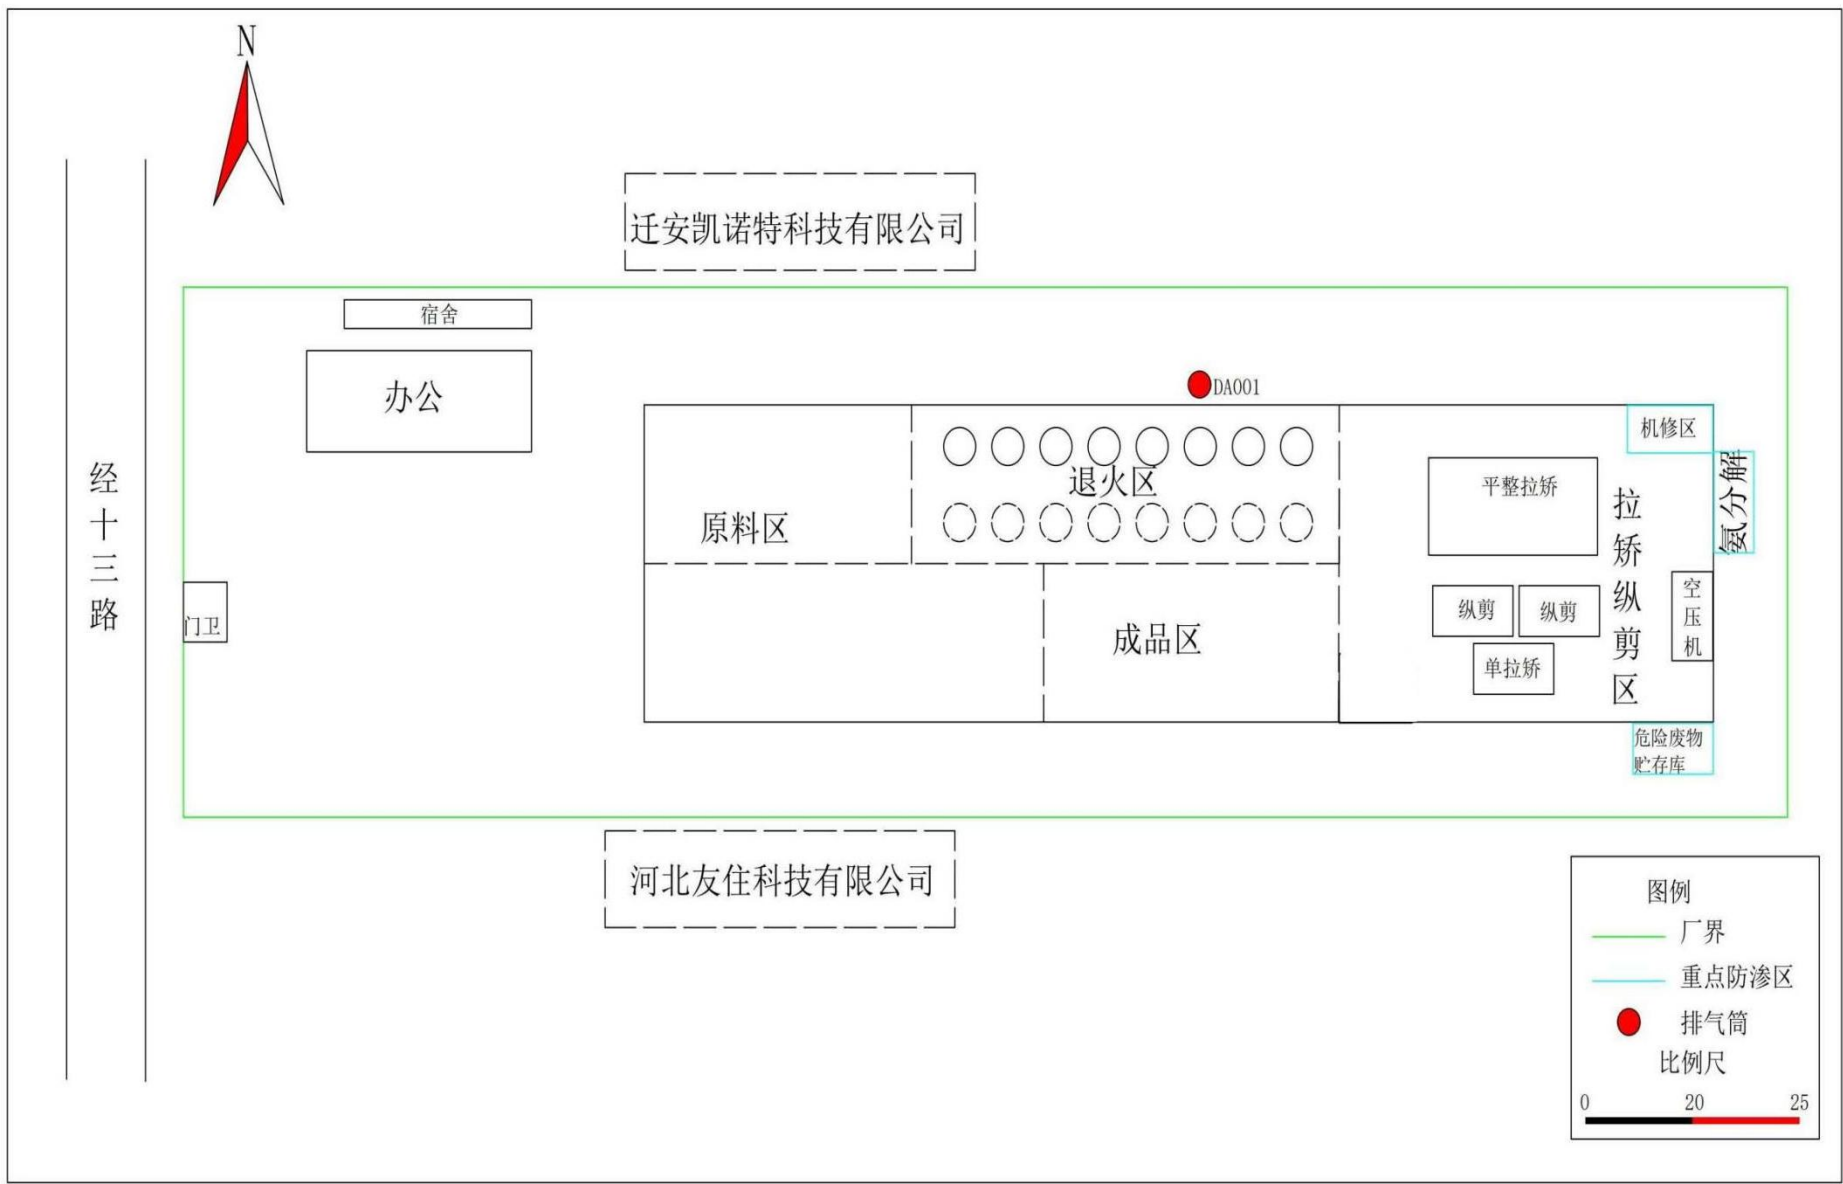 N
迁安凯诺特科技有限公司
宿舍
办公
DA001
机修区
退火区
平整拉矫
氨分解
经十三路
原料区
拉矫纵剪区
空压机
纵剪
纵剪
门卫
成品区
单拉矫
危险废物
贮存库
河北友住科技有限公司
图例
厂界
重点防渗区
排气筒
比例尺
0 20 25